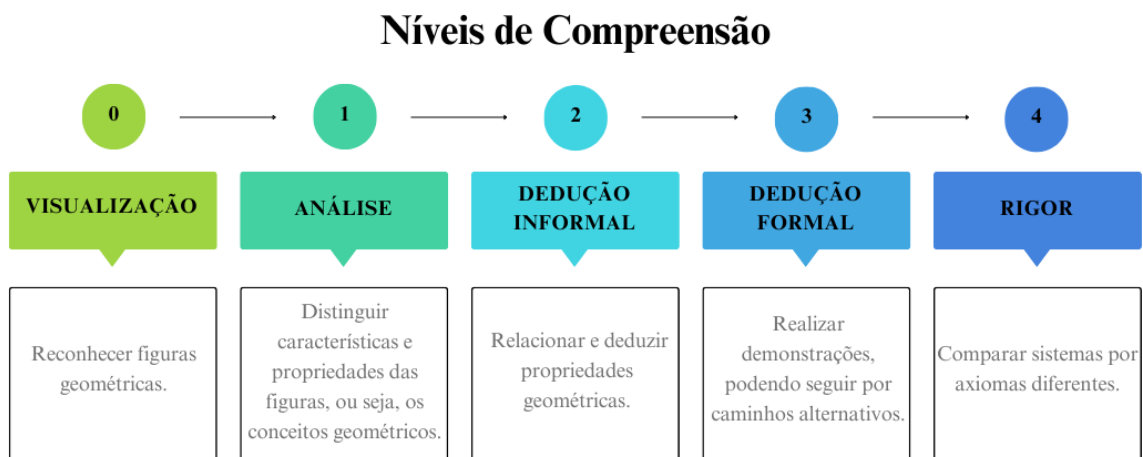 Níveis de Compreensão
0
1
2
3
4
VISUALIZAÇÃO
ANÁLISE
DEDUÇÃO
INFORMAL
DEDUÇÃO
FORMAL
RIGOR
Reconhecer figuras
geométricas.
Distinguir
características e
propriedades das
figuras, ou seja, os
conceitos geométricos.
Relacionar e deduzir
propriedades
geométricas.
Realizar
demonstrações,
podendo seguir por
caminhos alternativos.
Comparar sistemas por
axiomas diferentes.